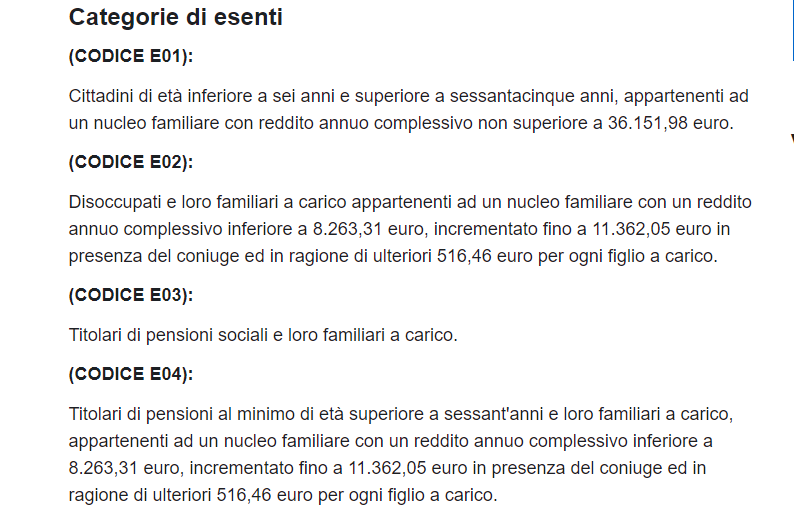 Categorie di esenti
(CODICE E01):
Cittadini di età inferiore a sei anni e superiore a sessantacinque anni, appartenenti ad
un nucleo familiare con reddito annuo complessivo non superiore a 36.151,98 euro.
(CODICE E02):
Disoccupati e loro familiari a carico appartenenti ad un nucleo familiare con un reddito
annuo complessivo inferiore a 8.263,31 euro, incrementato fino a 11.362,05 euro in
presenza del coniuge ed in ragione di ulteriori 516,46 euro per ogni figlio a carico.
(CODICE E03):
Titolari di pensioni sociali e loro familiari a carico.
(CODICE E04):
Titolari di pensioni al minimo di età superiore a sessant'anni e loro familiari a carico,
appartenenti ad un nucleo familiare con un reddito annuo complessivo inferiore a
8.263,31 euro, incrementato fino a 11.362,05 euro in presenza del coniuge ed in
ragione di ulteriori 516,46 euro per ogni figlio a carico.